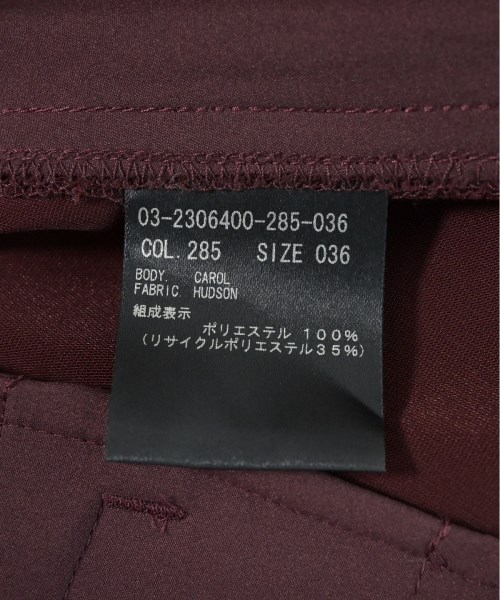 03-2306400-285-036
COL. 285 SIZE 036
BODY. CAROL
FABRIC HUDSON
組成表示
ポリエステル １００％
（リサイクルポリエステル３５％）